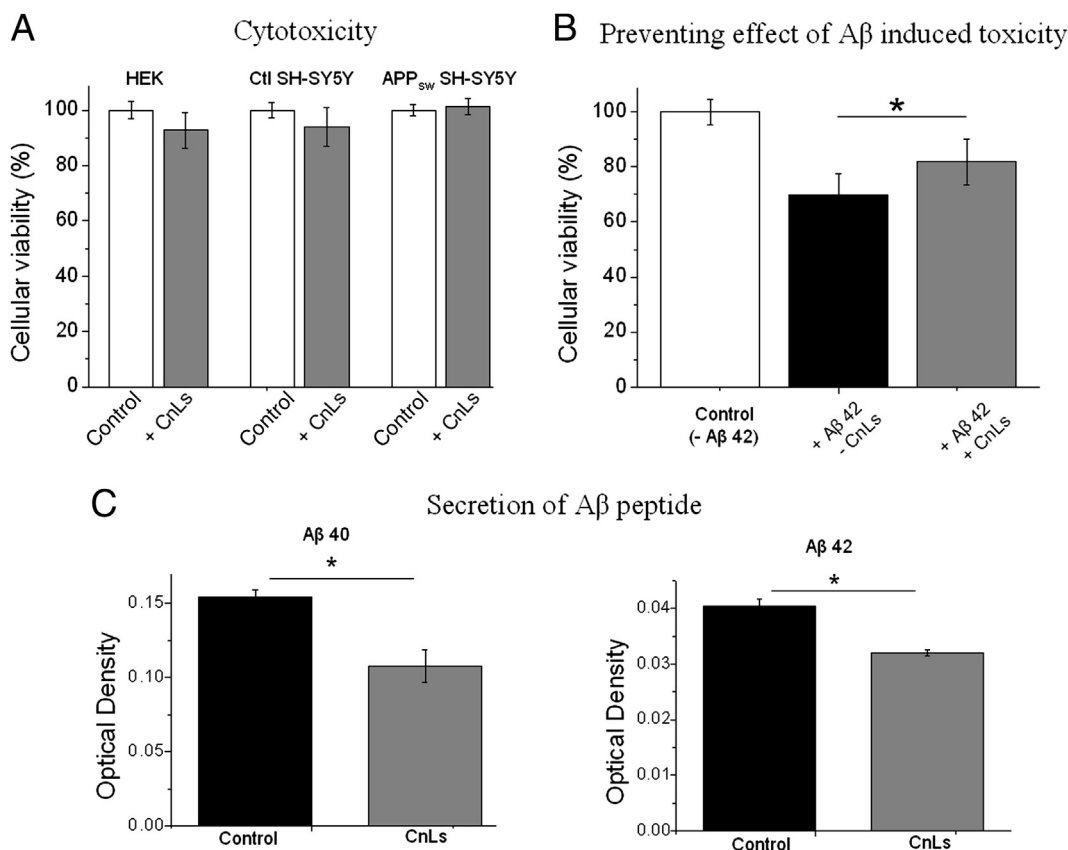 A
Cytotoxicity
HEK
Ctl SH-SY5Y
APPsw SH-SY5Y
Cellular viability (%)
100
80
60
40
20
0
Control
+ CnLs
Control
+ CnLs
Control
+ CnLs
B
Preventing effect of Aβ induced toxicity
*
Cellular viability (%)
100
80
60
40
20
0
Control
(- Aβ 42)
+ Aβ 42
- CnLs
+ Aβ 42
+ CnLs
C
Secretion of Aβ peptide
Aβ 40
*
Optical Density
0.15
0.10
0.05
0.00
Control
CnLs
Aβ 42
*
Optical Density
0.04
0.03
0.02
0.01
0.00
Control
CnLs